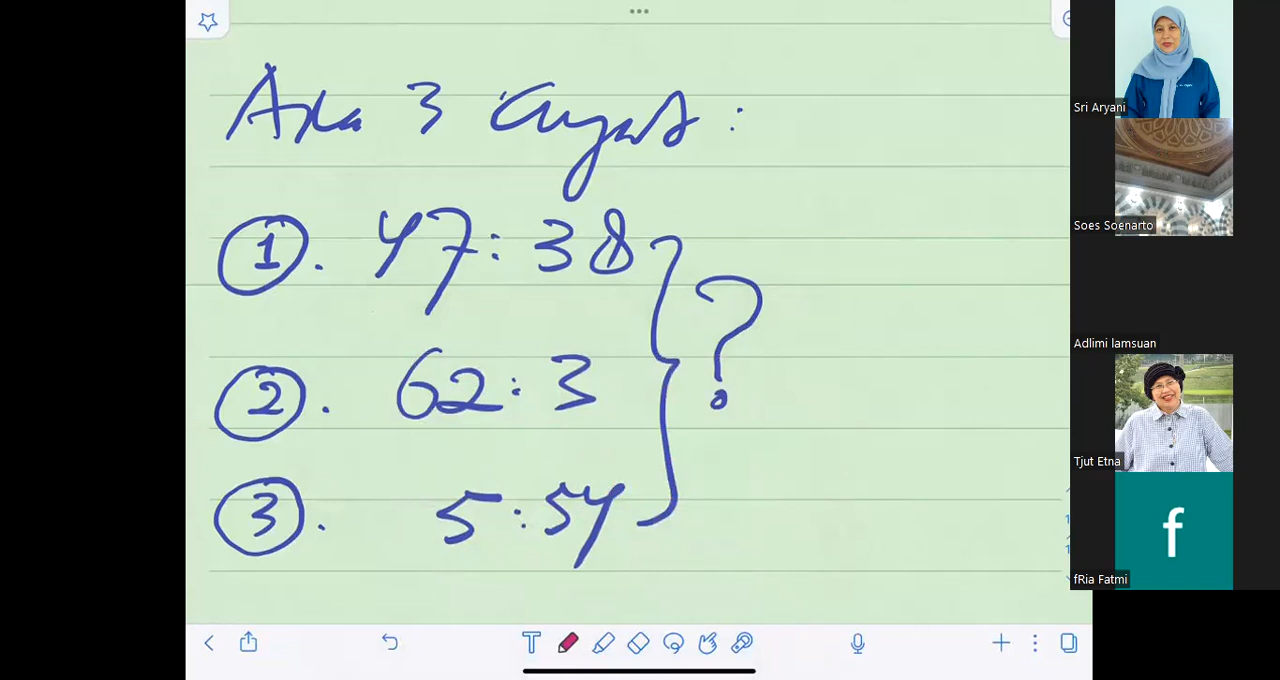 Ada 3 ayat :
① . 47 : 38
② . 62 : 3
③ . 5 : 54
?
Sri Aryani
Soes Soenarto
Adlimi Iamsuan
Tjut Etna
f
fRia Fatmi
T